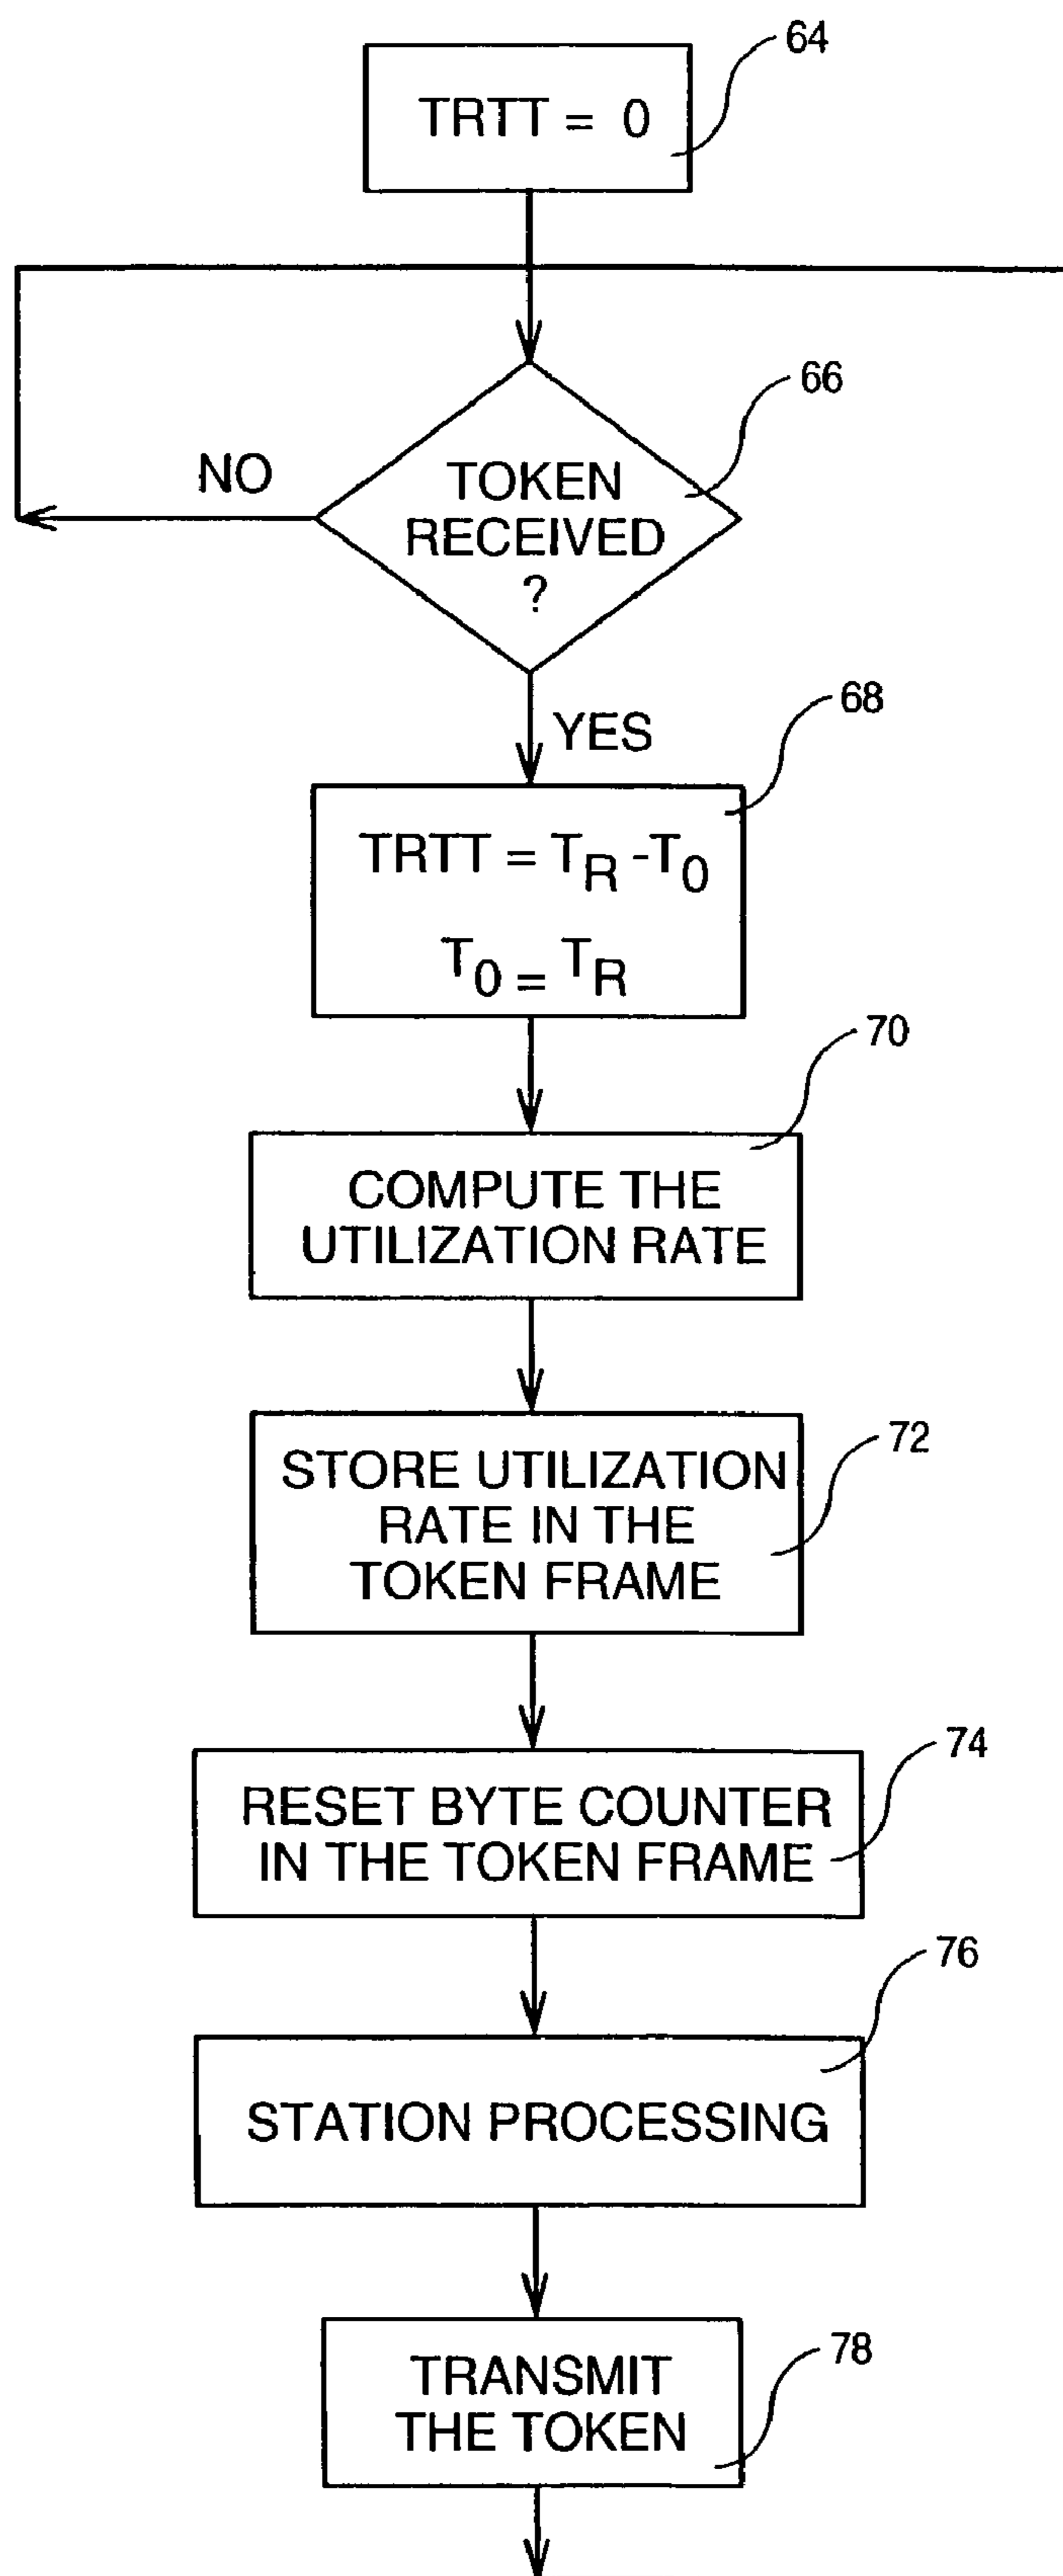 64
TRTT = 0
66
NO
TOKEN
RECEIVED
?
68
YES
TRTT = TR -T0
T0 = TR
70
COMPUTE THE
UTILIZATION RATE
72
STORE UTILIZATION
RATE IN THE
TOKEN FRAME
74
RESET BYTE COUNTER
IN THE TOKEN FRAME
76
STATION PROCESSING
78
TRANSMIT
THE TOKEN